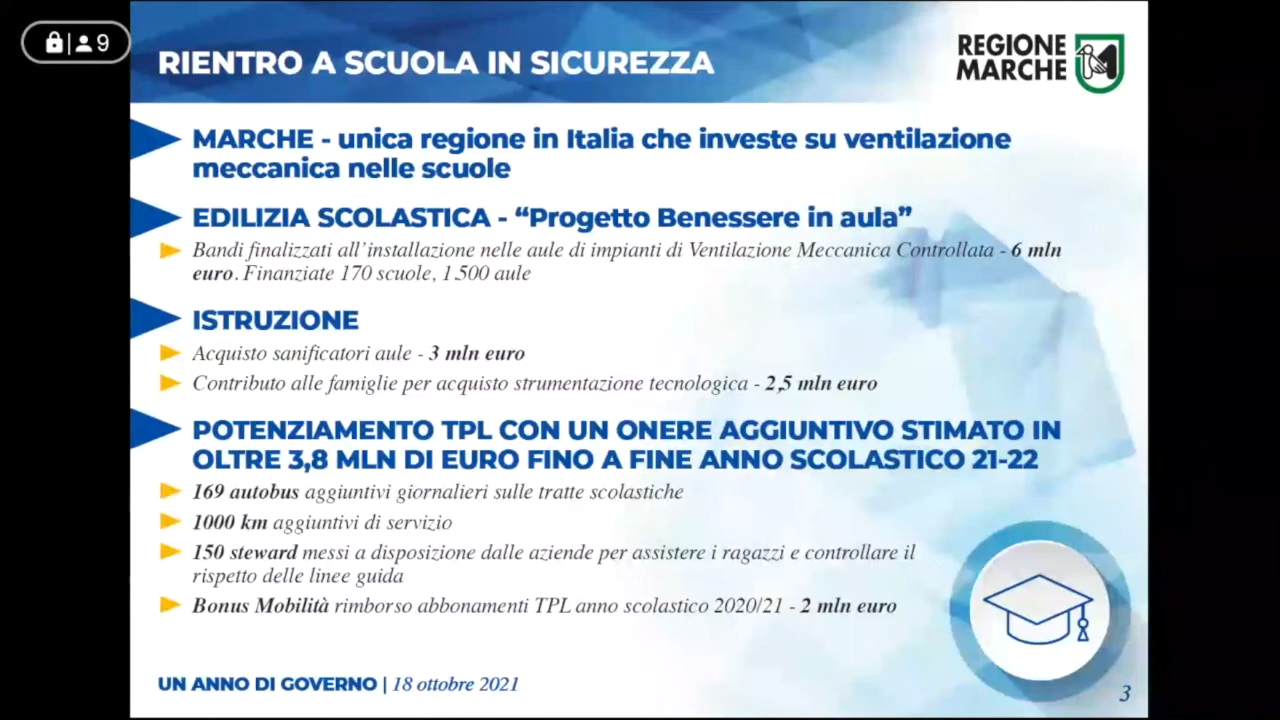 9
RIENTRO A SCUOLA IN SICUREZZA
REGIONE
MARCHE
MARCHE - unica regione in Italia che investe su ventilazione
meccanica nelle scuole
EDILIZIA SCOLASTICA - “Progetto Benessere in aula”
Bandi finalizzati all’installazione nelle aule di impianti di Ventilazione Meccanica Controllata - 6 mln
euro. Finanziate 170 scuole, 1.500 aule
ISTRUZIONE
Acquisto sanificatori aule - 3 mln euro
Contributo alle famiglie per acquisto strumentazione tecnologica - 2,5 mln euro
POTENZIAMENTO TPL CON UN ONERE AGGIUNTIVO STIMATO IN
OLTRE 3,8 MLN DI EURO FINO A FINE ANNO SCOLASTICO 21-22
169 autobus aggiuntivi giornalieri sulle tratte scolastiche
1000 km aggiuntivi di servizio
150 steward messi a disposizione dalle aziende per assistere i ragazzi e controllare il
rispetto delle linee guida
Bonus Mobilità rimborso abbonamenti TPL anno scolastico 2020/21 - 2 mln euro
UN ANNO DI GOVERNO | 18 ottobre 2021
3